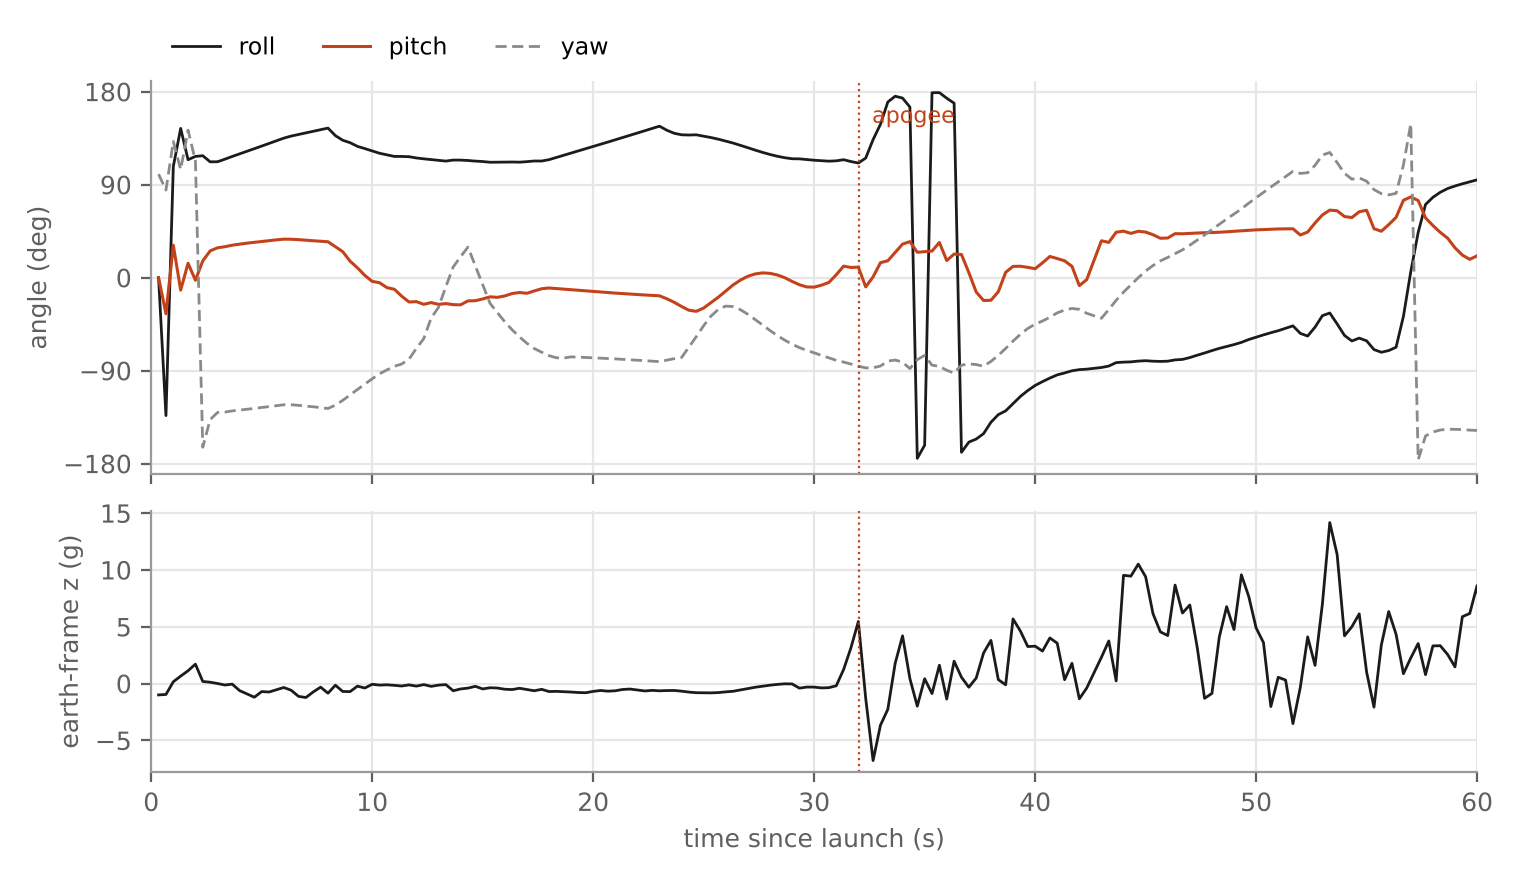 roll pitch yaw
180
90
0
−90
−180
angle (deg)
apogee
15
10
5
0
−5
earth-frame z (g)
0 10 20 30 40 50 60
time since launch (s)